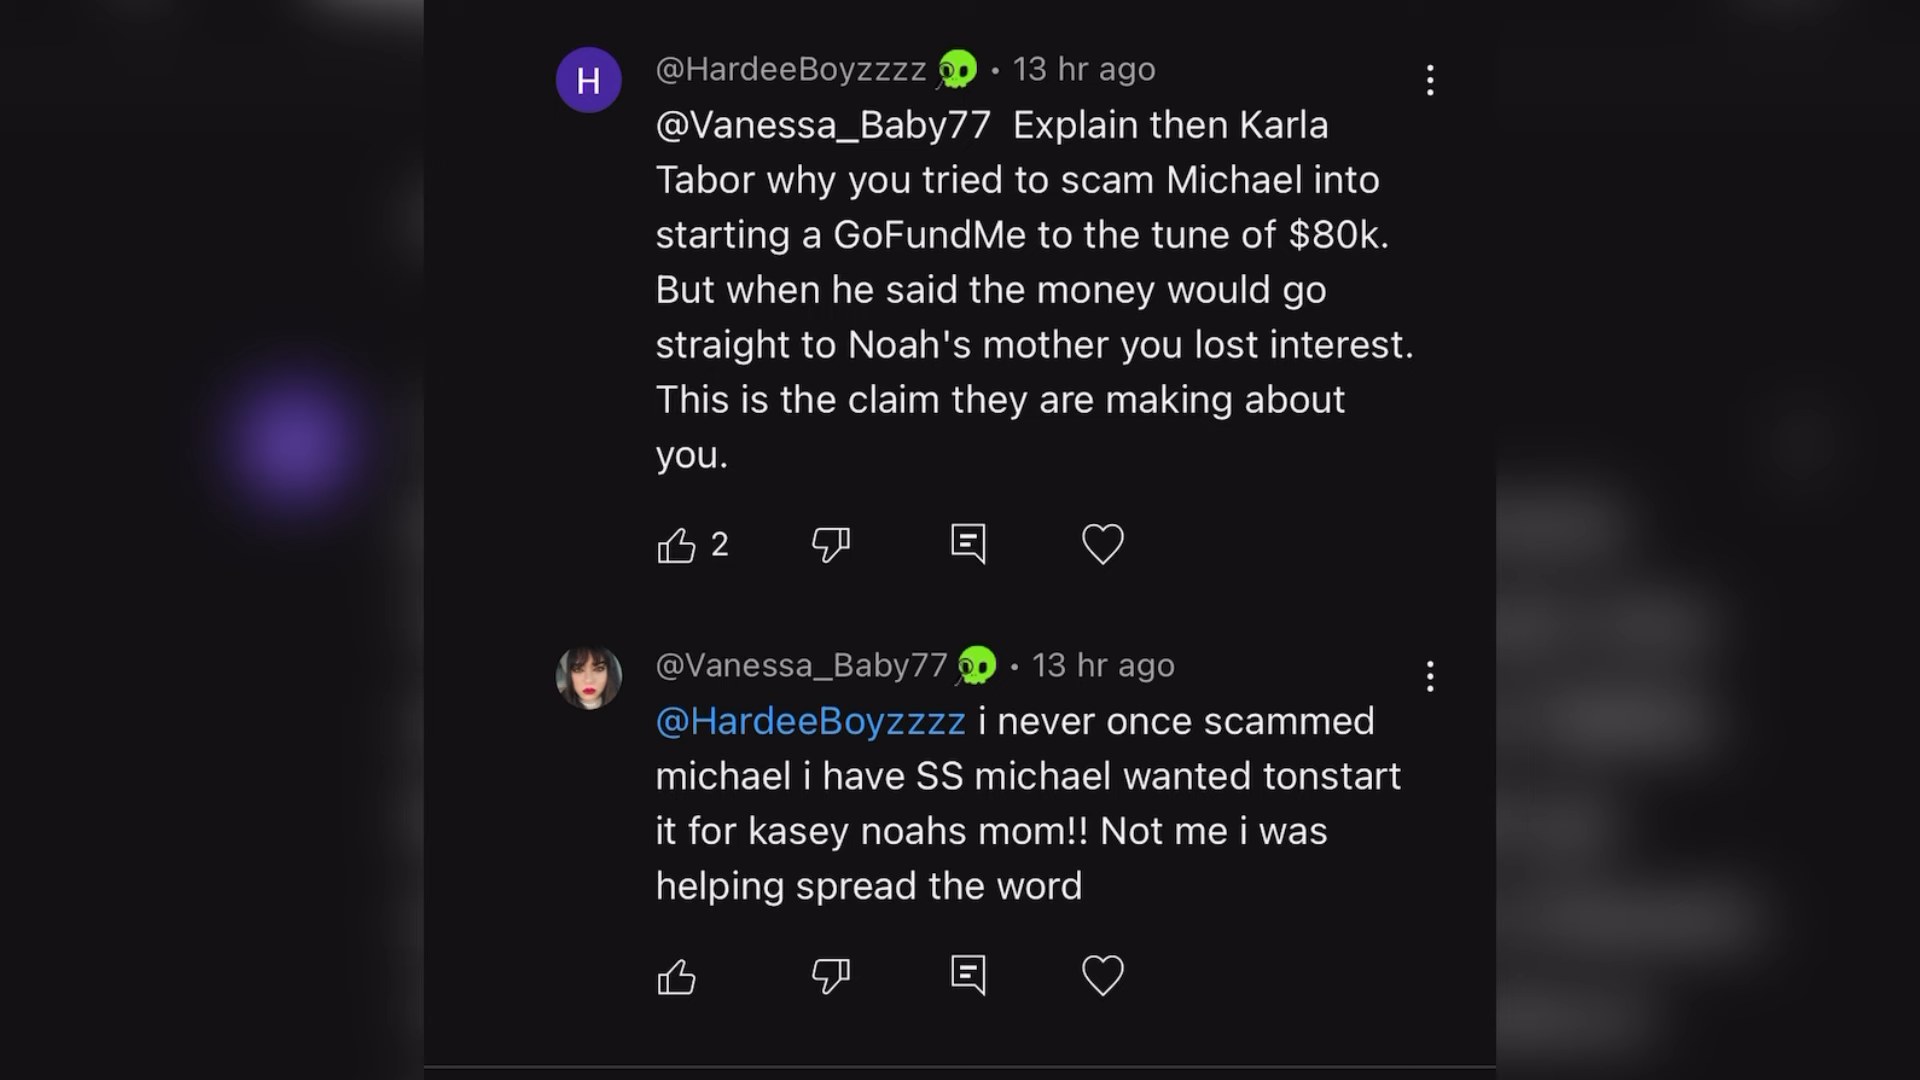 H
@HardeeBoyzzzz • 13 hr ago
@Vanessa_Baby77 Explain then Karla
Tabor why you tried to scam Michael into
starting a GoFundMe to the tune of $80k.
But when he said the money would go
straight to Noah's mother you lost interest.
This is the claim they are making about
you.
2
@Vanessa_Baby77 • 13 hr ago
@HardeeBoyzzzz i never once scammed
michael i have SS michael wanted tonstart
it for kasey noahs mom!! Not me i was
helping spread the word